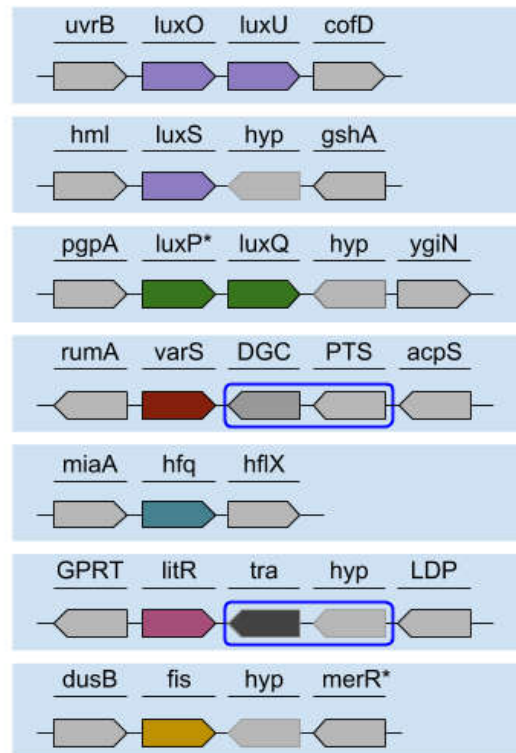 uvrB luxO luxU cofD
hml luxS hyp gshA
pgpA luxP* luxQ hyp ygiN
rumA varS DGC PTS acpS
miaA hfq hflX
GPRT litR tra hyp LDP
dusB fis hyp merR*